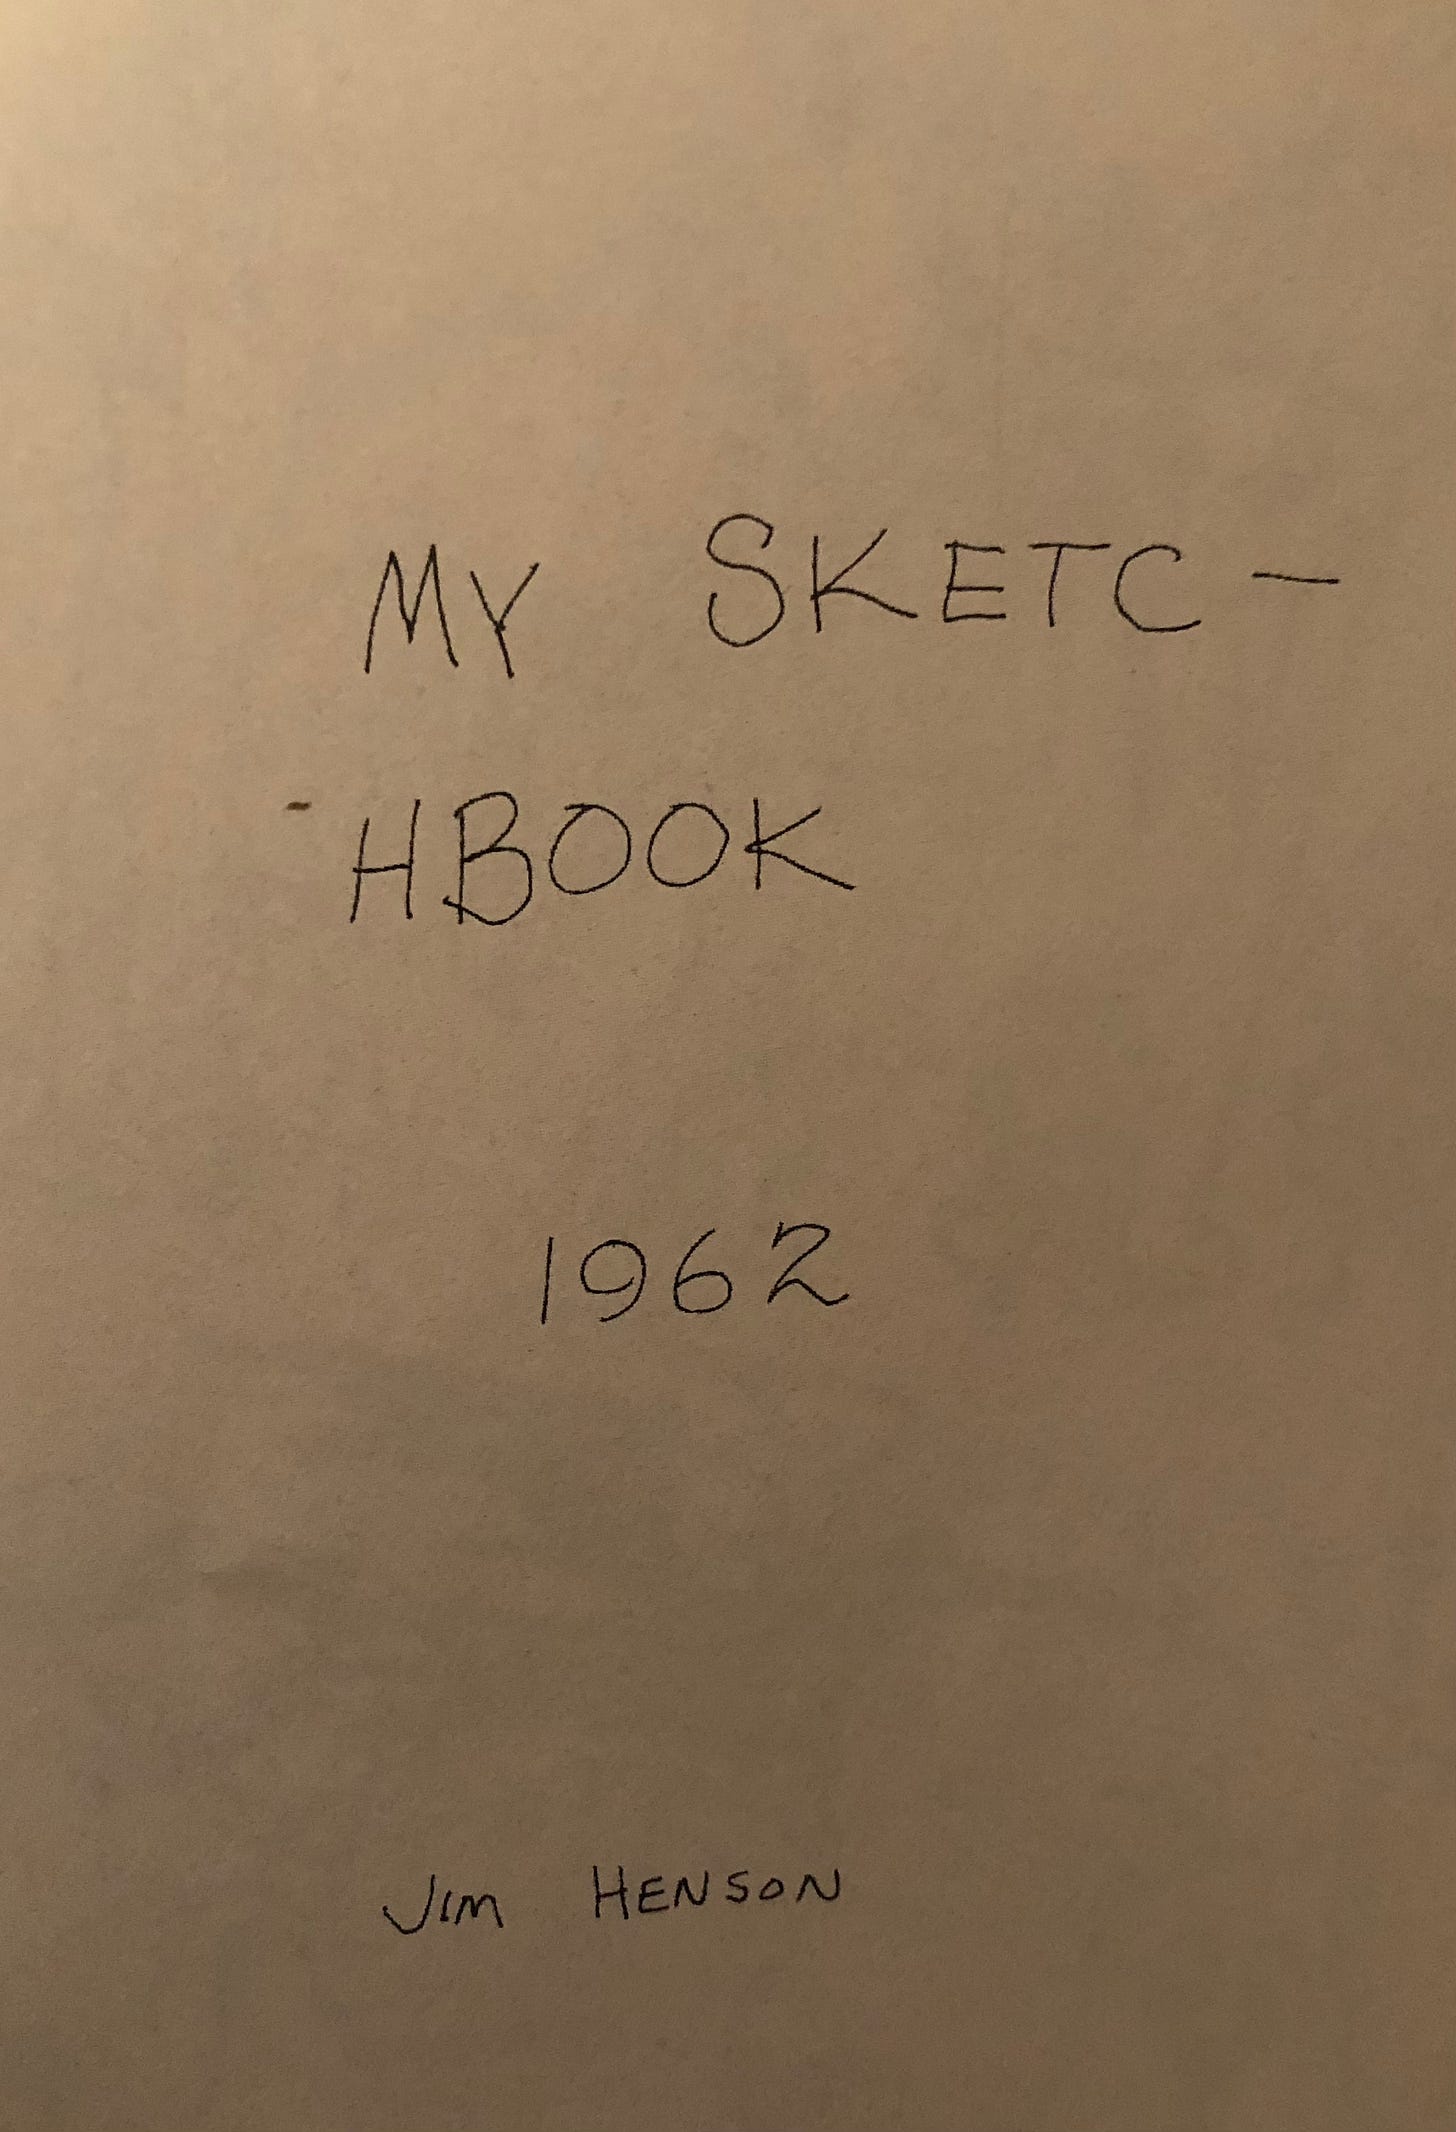 MY SKETC-
-HBOOK
1962
JIM HENSON